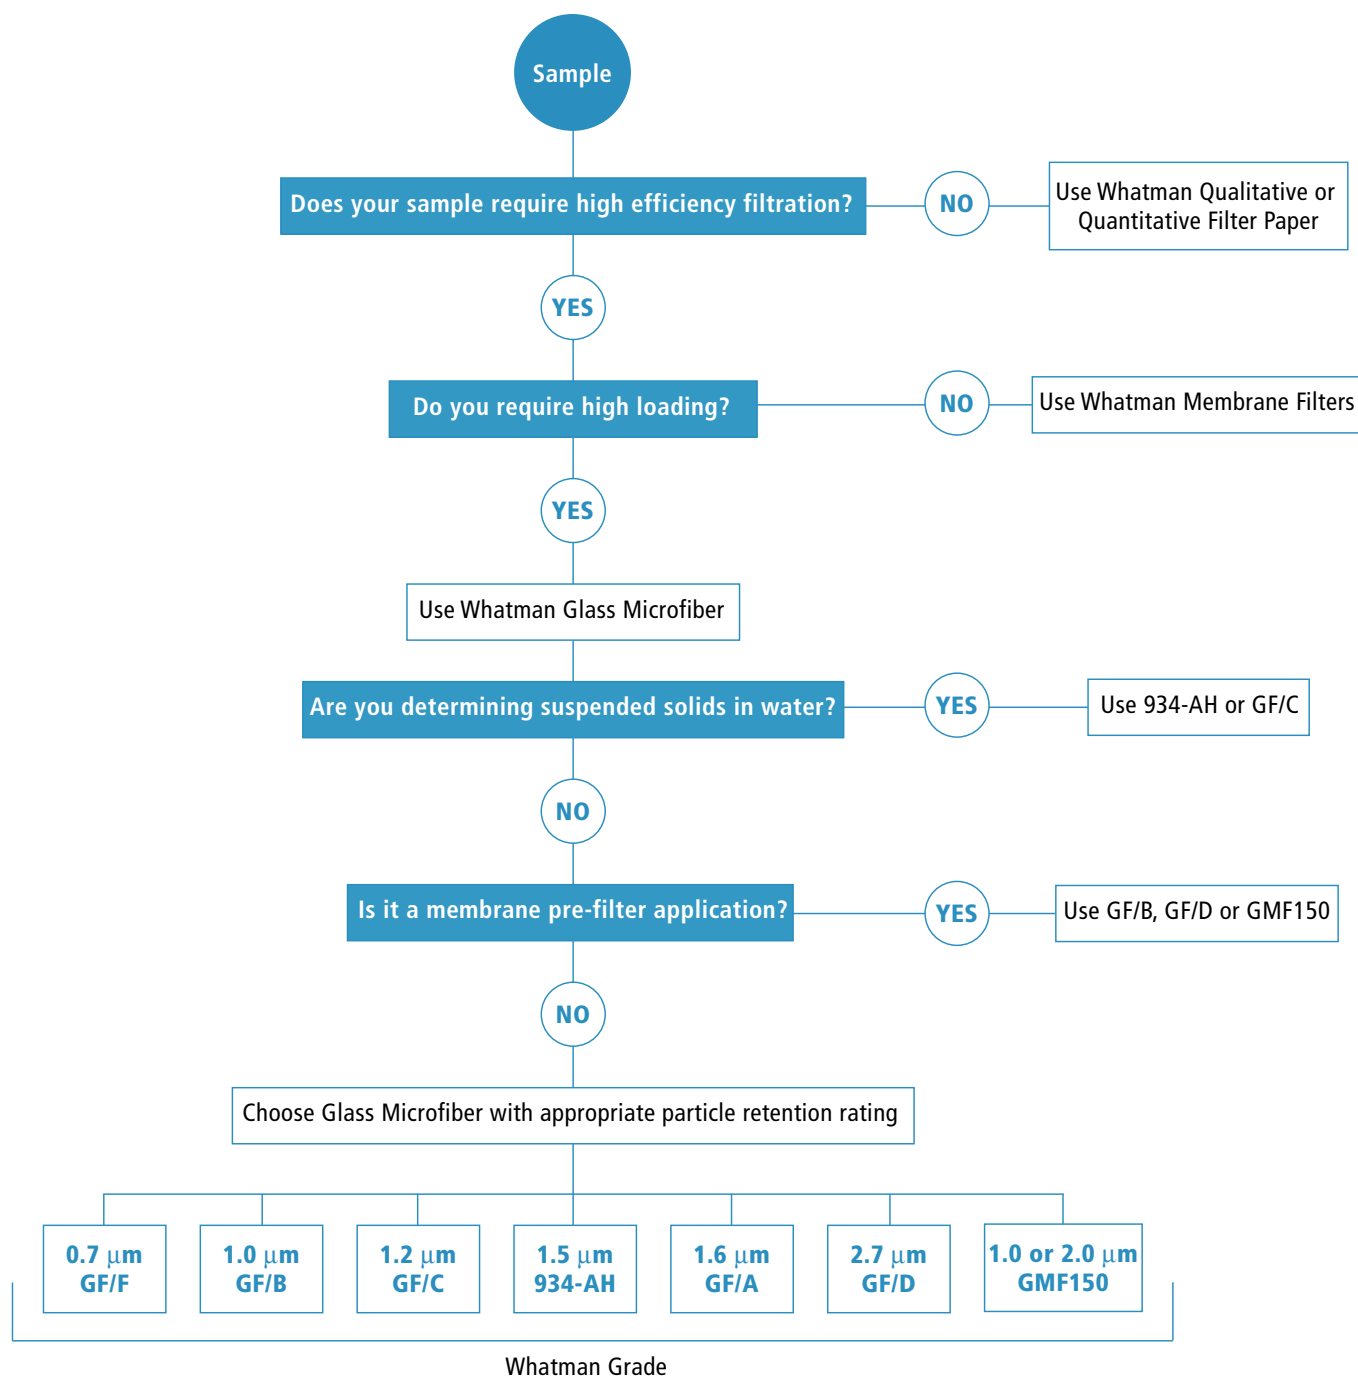 Sample
Does your sample require high efficiency filtration?
NO
Use Whatman Qualitative or
Quantitative Filter Paper
YES
Do you require high loading?
NO
Use Whatman Membrane Filters
YES
Use Whatman Glass Microfiber
Are you determining suspended solids in water?
YES
Use 934-AH or GF/C
NO
Is it a membrane pre-filter application?
YES
Use GF/B, GF/D or GMF150
NO
Choose Glass Microfiber with appropriate particle retention rating
0.7 μm
GF/F
1.0 μm
GF/B
1.2 μm
GF/C
1.5 μm
934-AH
1.6 μm
GF/A
2.7 μm
GF/D
1.0 or 2.0 μm
GMF150
Whatman Grade